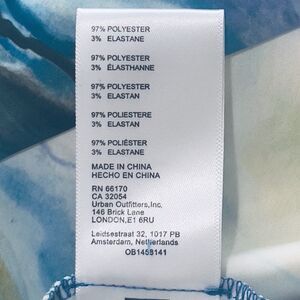 97% POLYESTER
3% ELASTANE
97% POLYESTER
3% ÉLASTHANNE
97% POLYESTER
3% ELASTAN
97% POLIESTERE
3% ELASTAN
97% POLIÉSTER
3% ELASTANE
MADE IN CHINA
HECHO EN CHINA
RN 66170
CA 32054
Urban Outfitters,Inc.
146 Brick Lane
LONDON,E1 6RU
Leidsestraat 32, 1017 PB
Amsterdam, Netherlands
OB1458141